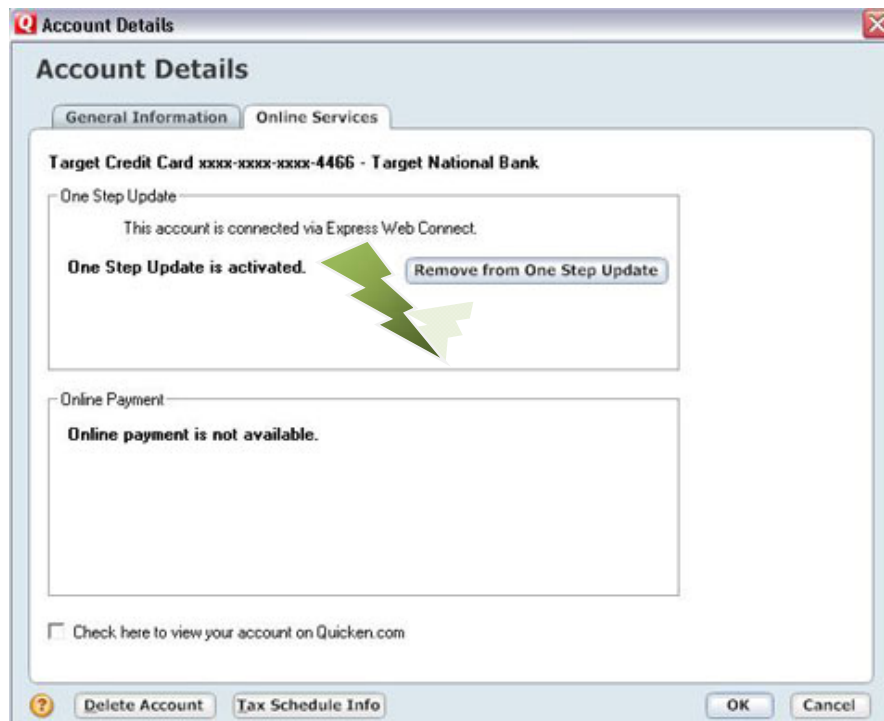 Account Details
Account Details
General Information Online Services
Target Credit Card xxxx-xxxx-xxxx-4466 - Target National Bank
One Step Update
This account is connected via Express Web Connect.
One Step Update is activated. Remove from One Step Update
Online Payment
Online payment is not available.
Check here to view your account on Quicken.com
? Delete Account Tax Schedule Info OK Cancel